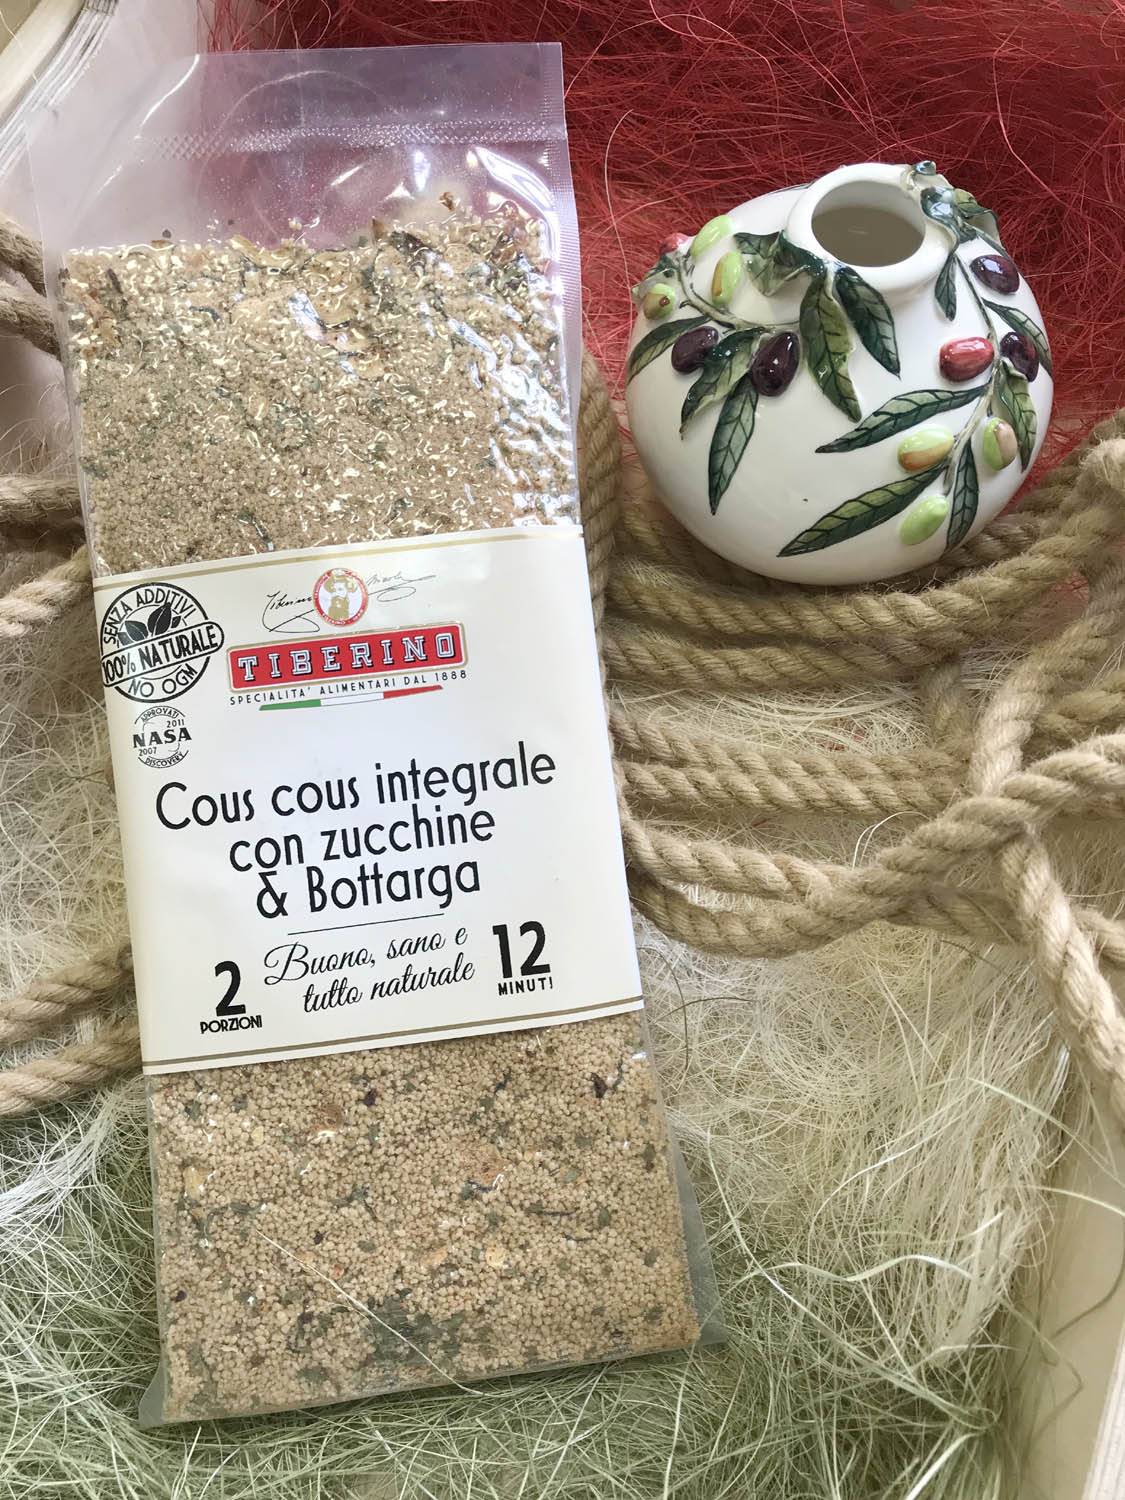 SENZA ADDITIVI
100% NATURALE
NO OGM
Tiberino
TIBERINO
SPECIALITA' ALIMENTARI DAL 1888
APPROVATI
2011
NASA
2007
DISCOVERY
Cous cous integrale
con zucchine
& Bottarga
Buono, sano e
tutto naturale
2
PORZIONI
12
MINUTI